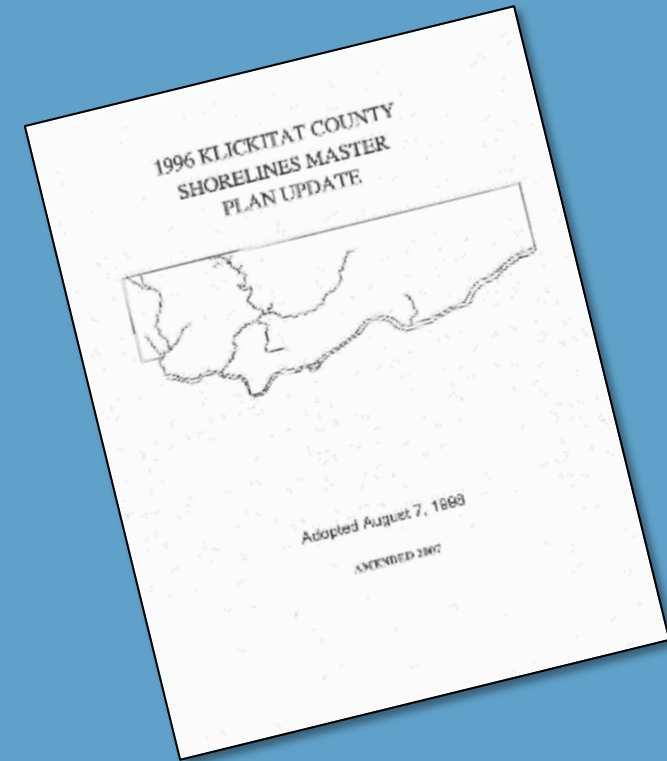 1996 KLICKITAT COUNTY
SHORELINES MASTER
PLAN UPDATE
Adopted August 7, 1998
AMENDED 2007